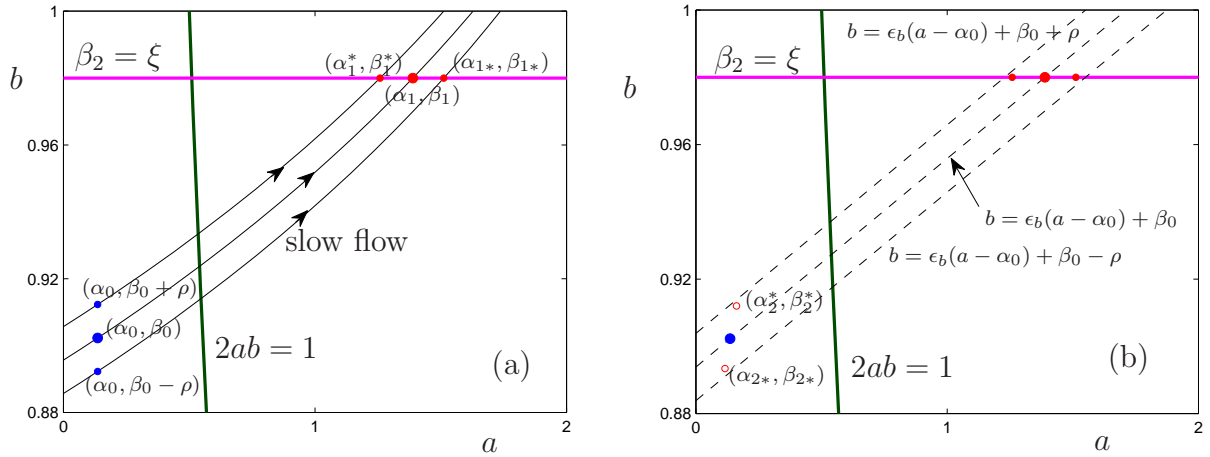 1
β₂ = ξ
(α₁*, β₁*)
(α₁∗, β₁∗)
b
(α₁, β₁)
0.96
slow flow
0.92
(α₀, β₀ + ρ)
(α₀, β₀)
2ab = 1
(a)
(α₀, β₀ − ρ)
0.88
0
1
2
a
1
b = ϵ_b(a − α₀) + β₀ + ρ
β₂ = ξ
b
0.96
b = ϵ_b(a − α₀) + β₀
b = ϵ_b(a − α₀) + β₀ − ρ
0.92
(α₂*, β₂*)
(α₂∗, β₂∗)
2ab = 1
(b)
0.88
0
1
2
a